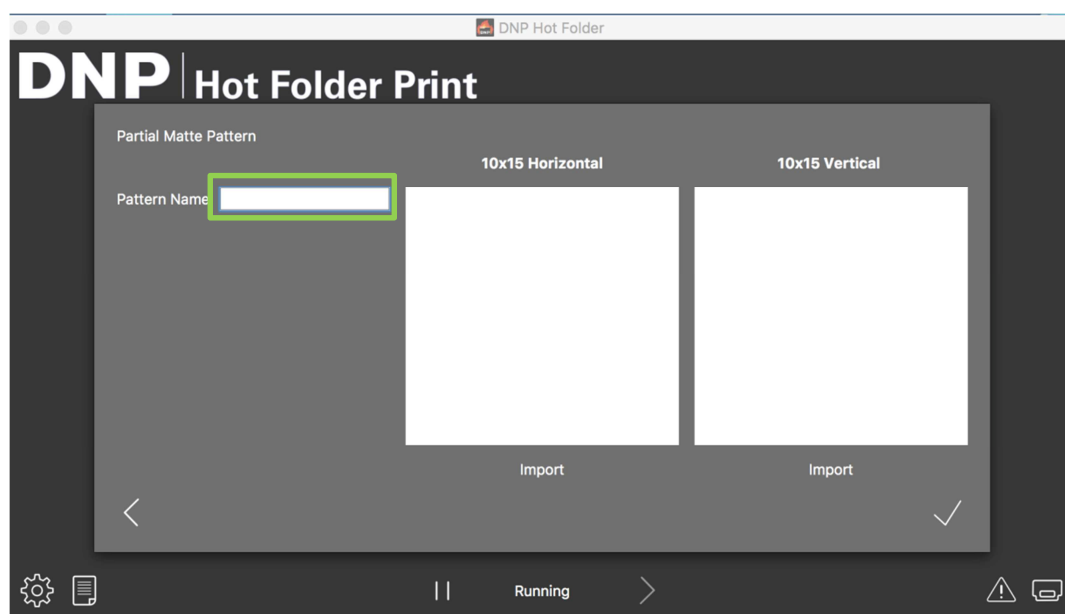 DNP Hot Folder
DNP Hot Folder Print
Partial Matte Pattern
10x15 Horizontal
10x15 Vertical
Pattern Name
Import
Import
Running